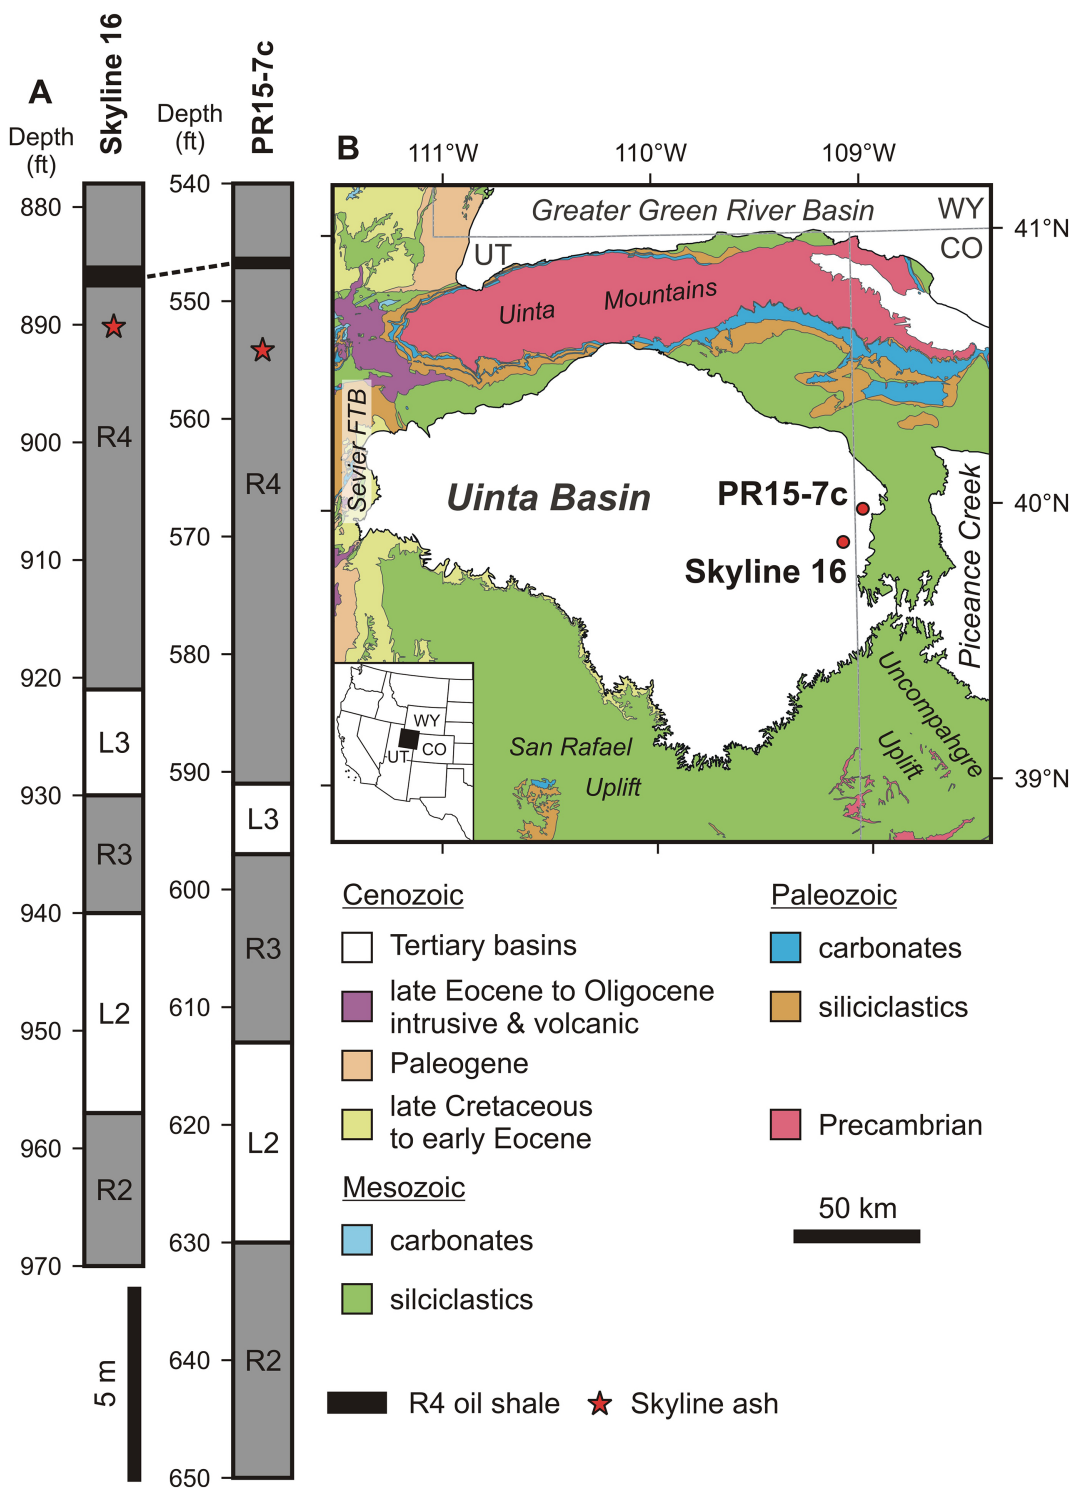 A
Skyline 16
Depth
(ft)
880
890
900
910
920
930
940
950
960
970
R4
L3
R3
L2
R2
5 m
PR15-7c
Depth
(ft)
540
550
560
570
580
590
600
610
620
630
640
650
R4
L3
R3
L2
R2
B
111°W
110°W
109°W
41°N
40°N
39°N
Greater Green River Basin
WY
UT
CO
Uinta Mountains
Sevier FTB
Uinta Basin
PR15-7c
Skyline 16
Piceance Creek
Uncompahgre
Uplift
San Rafael
Uplift
WY
UT
CO
Cenozoic
Tertiary basins
late Eocene to Oligocene
intrusive & volcanic
Paleogene
late Cretaceous
to early Eocene
Mesozoic
carbonates
silciclastics
Paleozoic
carbonates
siliciclastics
Precambrian
50 km
R4 oil shale
Skyline ash